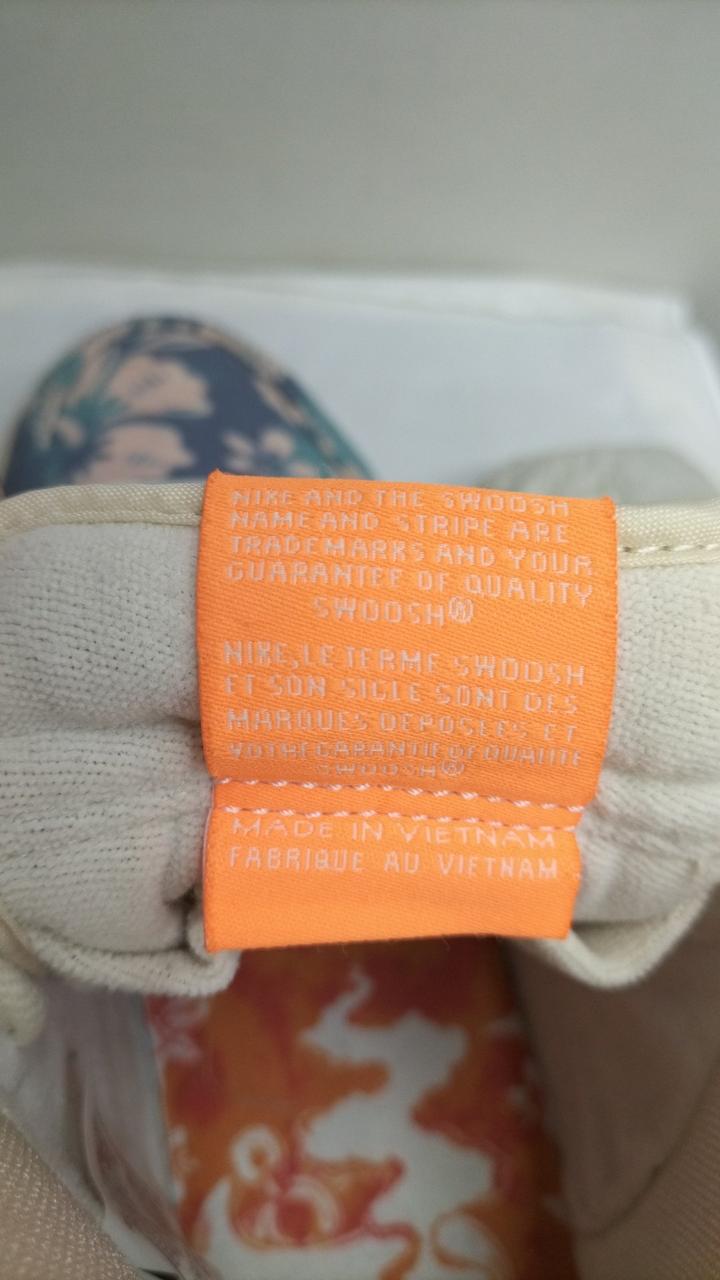 NIKE AND THE SWOOSH
NAME AND STRIPE ARE
TRADEMARKS AND YOUR
GUARANTEE OF QUALITY
SWOOSH®
NIKE, LE TERME SWOOSH
ET SON SIGLE SONT DES
MARQUES DEPOSEES ET
VOTRE GARANTIE DE QUALITE
SWOOSH®
MADE IN VIETNAM
FABRIQUE AU VIETNAM